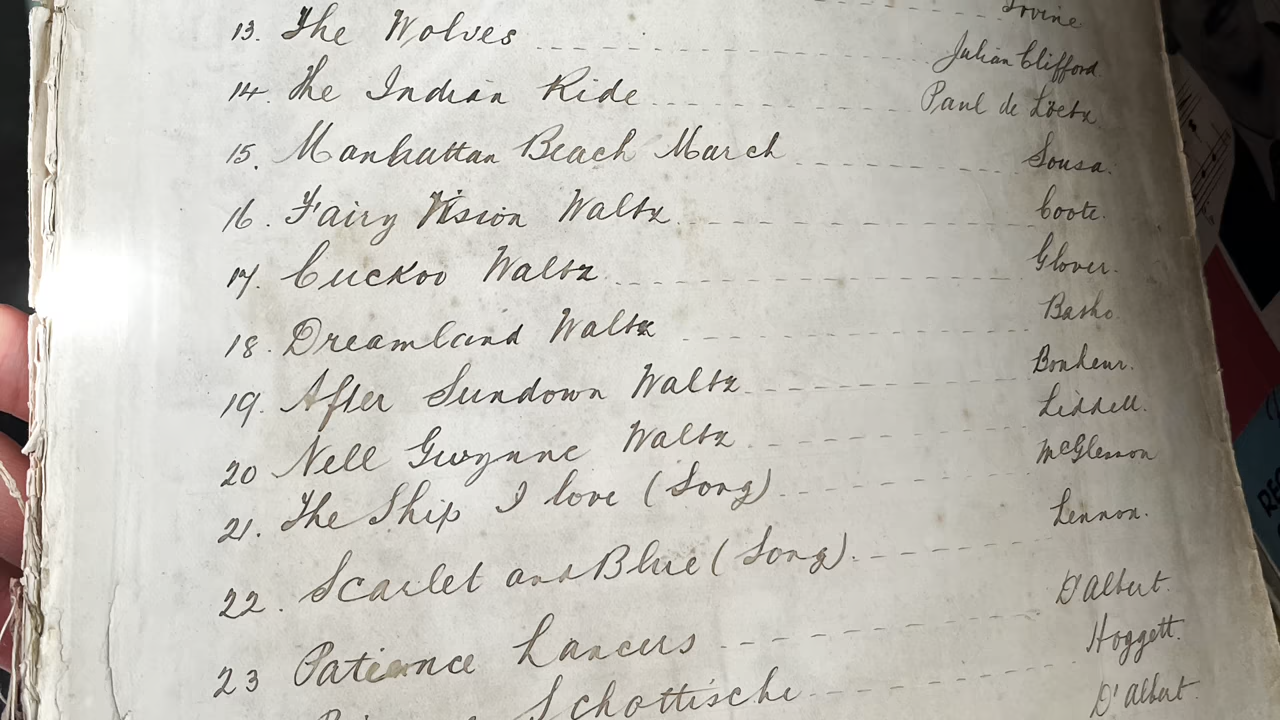 Irvine
13. The Wolves Julian Clifford.
14. The Indian Ride Paul de Loetz
15. Manhattan Beach March Sousa.
16. Fairy Vision Waltz Coote.
17. Cuckoo Waltz Glover.
18. Dreamland Waltz Basho.
19. After Sundown Waltz Bonheur.
20 Nell Gwynne Waltz Liddell.
21. The Ship I love (Song) McGlennon
22. Scarlet and Blue (Song). Lennon.
23 Patience Lancers D'Albert.
Schottische Hoggett.
D'Albert.